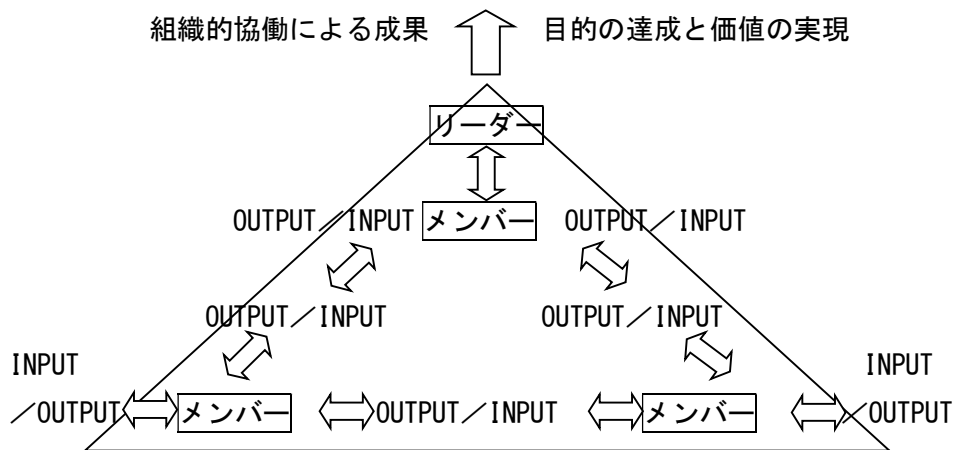 組織的協働による成果　目的の達成と価値の実現
リーダー
OUTPUT／INPUT メンバー OUTPUT／INPUT
OUTPUT／INPUT OUTPUT／INPUT
INPUT INPUT
／OUTPUT メンバー OUTPUT／INPUT メンバー ／OUTPUT